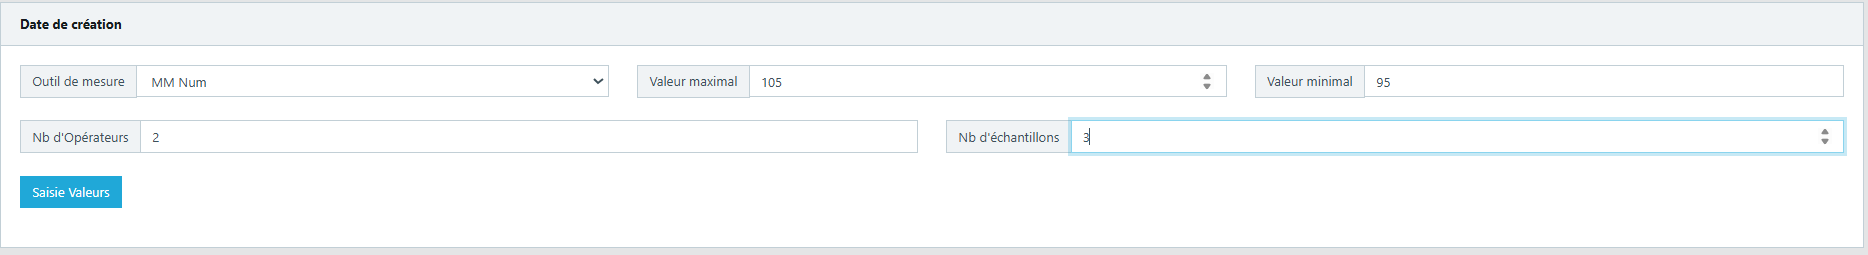 Date de création
Outil de mesure MM Num Valeur maximal 105 Valeur minimal 95
Nb d'Opérateurs 2 Nb d'échantillons 3
Saisie Valeurs